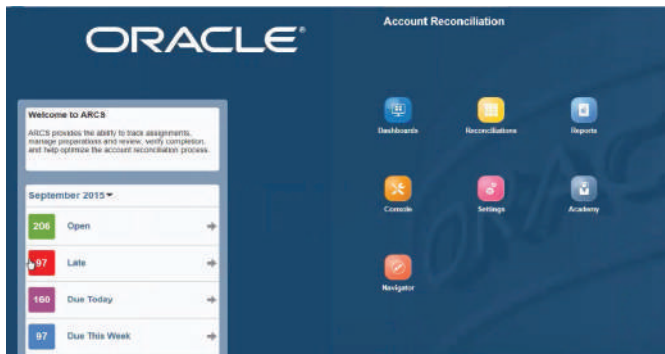 ORACLE®
Account Reconciliation
Welcome to ARCS
ARCS provides the ability to track assignments,
manage preparations and review, verify completion,
and help optimize the account reconciliation process.
September 2015
206 Open
97 Late
160 Due Today
97 Due This Week
Dashboards Reconciliations Reports
Console Settings Academy
Navigator